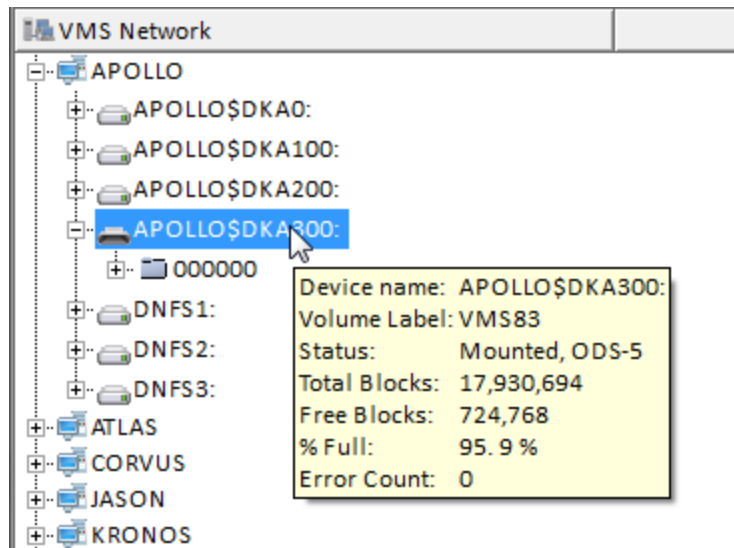 VMS Network
APOLLO
APOLLO$DKA0:
APOLLO$DKA100:
APOLLO$DKA200:
APOLLO$DKA300:
000000
Device name: APOLLO$DKA300:
Volume Label: VMS83
Status: Mounted, ODS-5
Total Blocks: 17,930,694
Free Blocks: 724,768
% Full: 95. 9 %
Error Count: 0
DNFS1:
DNFS2:
DNFS3:
ATLAS
CORVUS
JASON
KRONOS